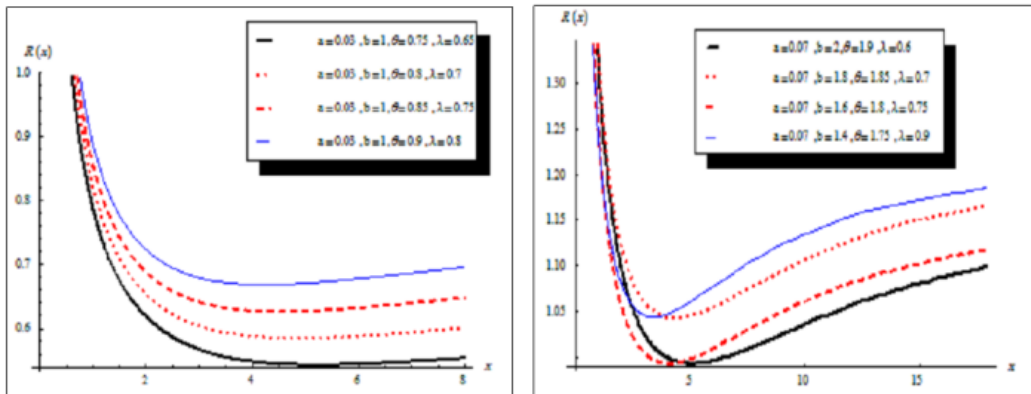 R (x)
1.0
0.9
0.8
0.7
0.6
2
4
6
8
x
a=0.03 , b=1, θ=0.75 , λ=0.65
a=0.03 , b=1, θ=0.8 , λ=0.7
a=0.03 , b=1, θ=0.85 , λ=0.75
a=0.03 , b=1, θ=0.9 , λ=0.8
R (x)
1.30
1.25
1.20
1.15
1.10
1.05
5
10
15
x
a=0.07 , b=2, θ=1.9 , λ=0.6
a=0.07 , b=1.8 , θ=1.85 , λ=0.7
a=0.07 , b=1.6 , θ=1.8 , λ=0.75
a=0.07 , b=1.4 , θ=1.75 , λ=0.9